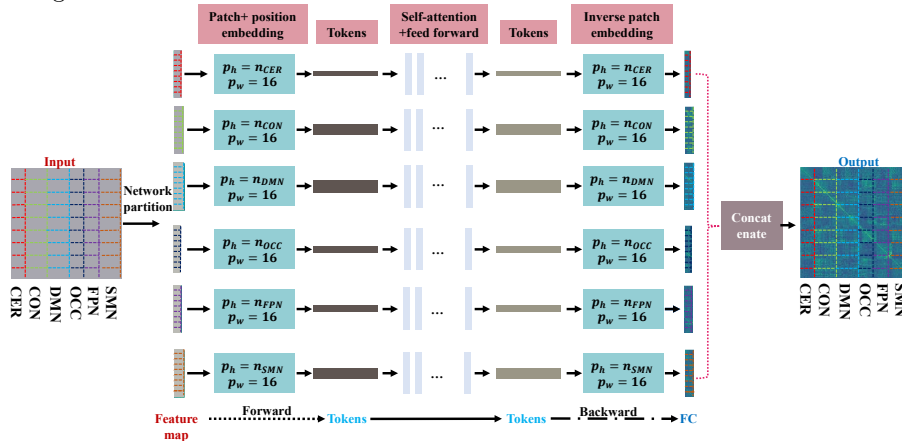 Patch+ position
embedding
Tokens
Self-attention
+feed forward
Tokens
Inverse patch
embedding
p_h = n_CER
p_w = 16
...
p_h = n_CER
p_w = 16
p_h = n_CON
p_w = 16
...
p_h = n_CON
p_w = 16
Input
Network
partition
p_h = n_DMN
p_w = 16
...
p_h = n_DMN
p_w = 16
Concat
enate
Output
p_h = n_OCC
p_w = 16
...
p_h = n_OCC
p_w = 16
CER
CON
DMN
OCC
FPN
SMN
p_h = n_FPN
p_w = 16
...
p_h = n_FPN
p_w = 16
CER
CON
DMN
OCC
FPN
SMN
p_h = n_SMN
p_w = 16
...
p_h = n_SMN
p_w = 16
Feature
map
Forward
Tokens
Tokens
Backward
FC